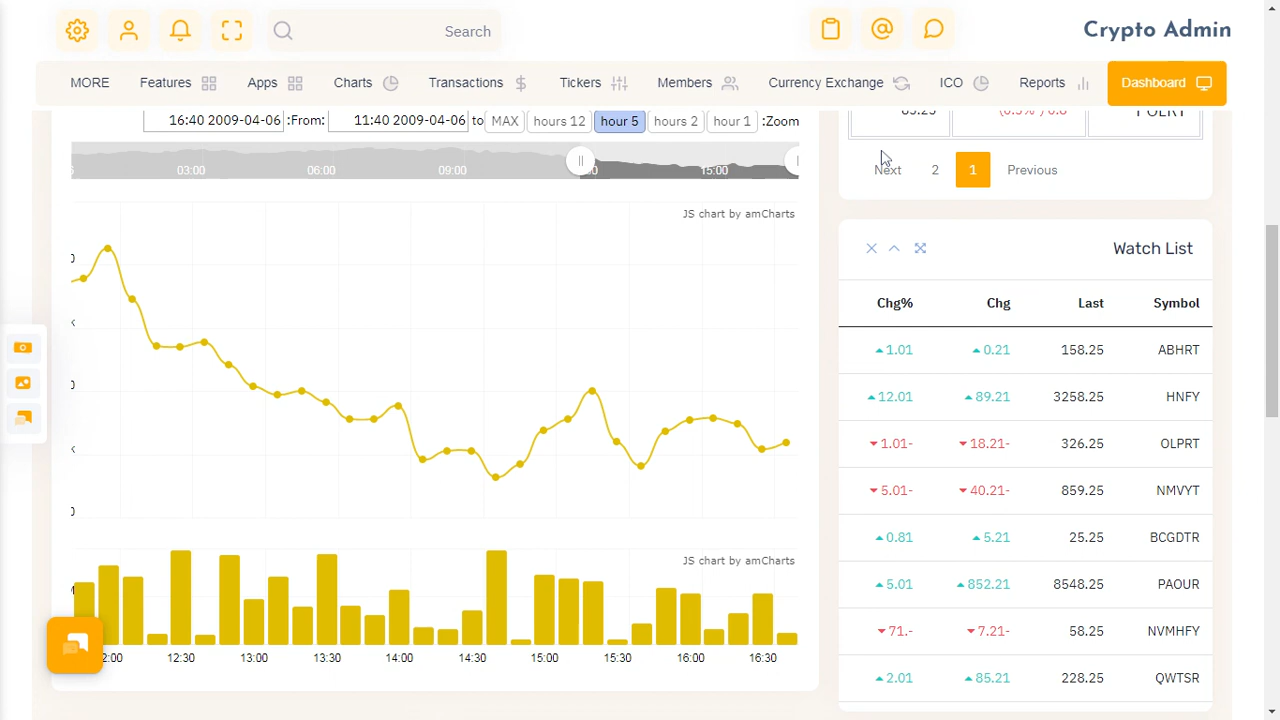 Search
Crypto Admin
MORE Features Apps Charts Transactions Tickers Members Currency Exchange ICO Reports Dashboard
16:40 2009-04-06 :From: 11:40 2009-04-06 to MAX hours 12 hour 5 hours 2 hour 1 :Zoom
03:00 06:00 09:00 15:00
JS chart by amCharts
JS chart by amCharts
12:30 13:00 13:30 14:00 14:30 15:00 15:30 16:00 16:30
Next 2 1 Previous
Watch List
Chg% Chg Last Symbol
1.01 0.21 158.25 ABHRT
12.01 89.21 3258.25 HNFY
1.01- 18.21- 326.25 OLPRT
5.01- 40.21- 859.25 NMVYT
0.81 5.21 25.25 BCGDTR
5.01 852.21 8548.25 PAOUR
71.- 7.21- 58.25 NVMHFY
2.01 85.21 228.25 QWTSR